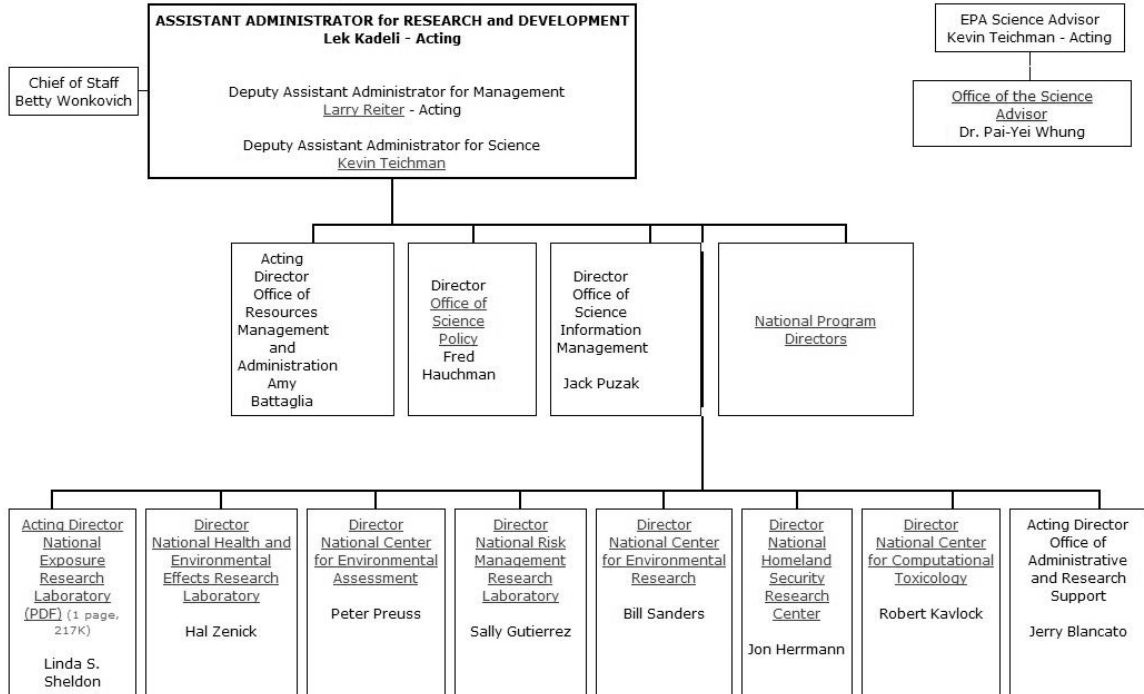 ASSISTANT ADMINISTRATOR for RESEARCH and DEVELOPMENT
Lek Kadeli - Acting
Deputy Assistant Administrator for Management
Larry Reiter - Acting
Deputy Assistant Administrator for Science
Kevin Teichman
Chief of Staff
Betty Wonkovich
EPA Science Advisor
Kevin Teichman - Acting
Office of the Science
Advisor
Dr. Pai-Yei Whung
Acting
Director
Office of
Resources
Management
and
Administration
Amy
Battaglia
Director
Office of
Science
Policy
Fred
Hauchman
Director
Office of
Science
Information
Management
Jack Puzak
National Program
Directors
Acting Director
National
Exposure
Research
Laboratory
(PDF) (1 page,
217K)
Linda S.
Sheldon
Director
National Health and
Environmental
Effects Research
Laboratory
Hal Zenick
Director
National Center
for Environmental
Assessment
Peter Preuss
Director
National Risk
Management
Research
Laboratory
Sally Gutierrez
Director
National Center
for Environmental
Research
Bill Sanders
Director
National
Homeland
Security
Research
Center
Jon Herrmann
Director
National Center
for Computational
Toxicology
Robert Kavlock
Acting Director
Office of
Administrative
and Research
Support
Jerry Blancato